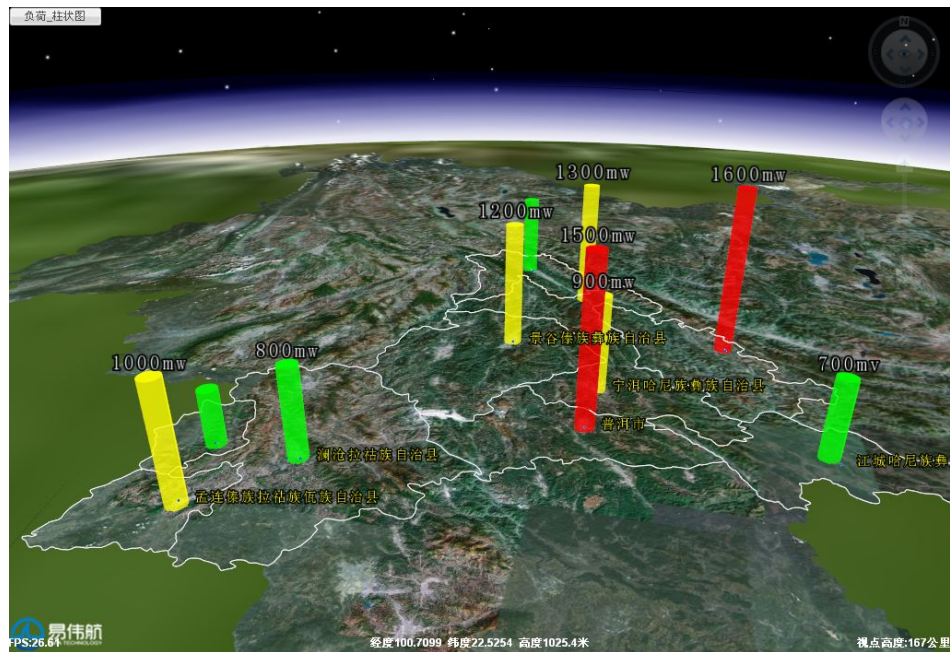 负荷_柱状图
N
1300mw
1600mw
1200mw
1500mw
900mw
景谷傣族彝族自治县
1000mw
800mw
700mv
宁洱哈尼族彝族自治县
普洱市
澜沧拉祜族自治县
江城哈尼族彝
孟连傣族拉祜族佤族自治县
易伟航
TECHNOLOGY
FPS:26.61
经度100.7099 纬度22.5254 高度1025.4米
视点高度:167公里